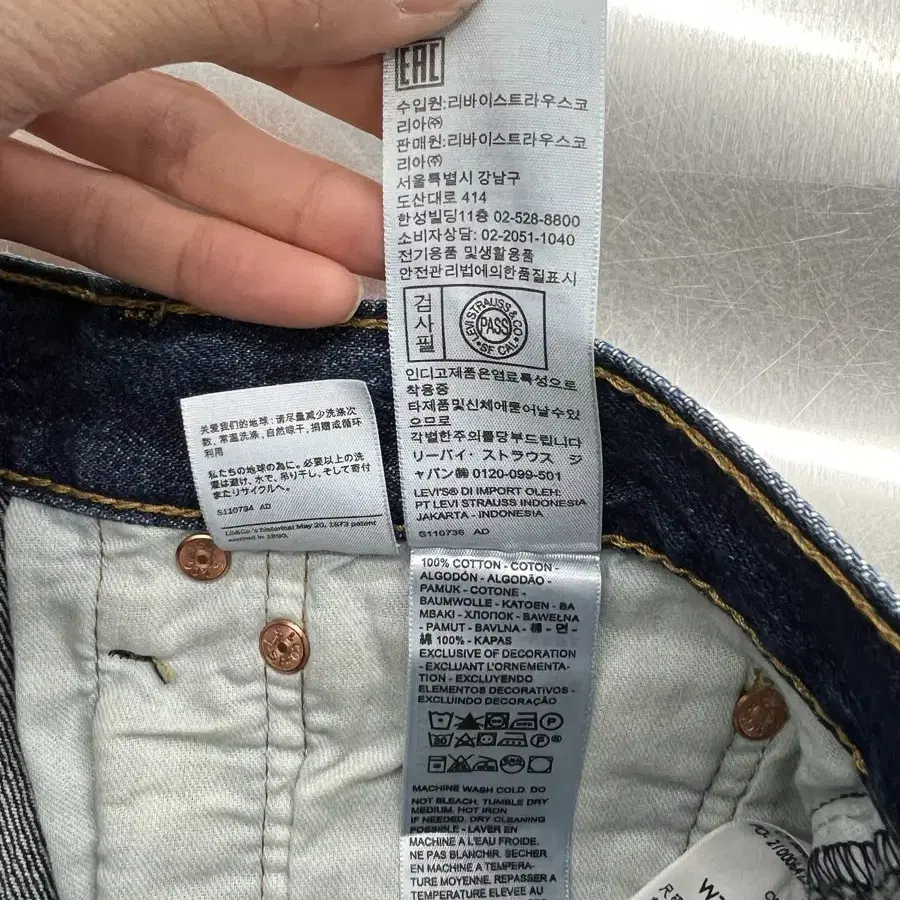 EAC
수입원:리바이스트라우스코
리아㈜
판매원:리바이스트라우스코
리아㈜
서울특별시 강남구
도산대로 414
한성빌딩11층 02-528-8800
소비자상담: 02-2051-1040
전기용품 및생활용품
안전관리법에의한품질표시
검
사
필
LEVI STRAUSS & CO
PASS
SF CAL
인디고제품은염료특성으로
착용중
타제품및신체에묻어날수있
으므로
각별한주의를당부드립니다
リーバイ・ストラウス ジ
ャパン㈱ 0120-099-501
LEVI'S® DI IMPORT OLEH:
PT LEVI STRAUSS INDONESIA
JAKARTA - INDONESIA
S110736 AD
关爱我们的地球:请尽量减少洗涤次
数,常温洗涤,自然晾干,捐赠或循环
利用
私たちの地球の為に。必要以上の洗
濯は避け、水で、吊り干し、そして寄付
またリサイクルへ。
S110734 AD
historical May 20, 1873 patent
in 1890.
100% COTTON - COTON -
ALGODÓN - ALGODÃO -
PAMUK - COTONE -
BAUMWOLLE - KATOEN - BA
MBAKI - ХЛОПОК - BAWEŁNA
- PAMUT - BAVLNA - 棉 - 면 -
綿 100% - KAPAS
EXCLUSIVE OF DECORATION
- EXCLUANT L'ORNEMENTA-
TION - EXCLUYENDO
ELEMENTOS DECORATIVOS -
EXCLUINDO DECORAÇÃO
MACHINE WASH COLD. DO
NOT BLEACH. TUMBLE DRY
MEDIUM. HOT IRON
IF NEEDED. DRY CLEANING
POSSIBLE - LAVER EN
MACHINE A L'EAU FROIDE.
NE PAS BLANCHIR. SECHER
EN MACHINE A TEMPERA-
TURE MOYENNE. REPASSER A
TEMPERATURE ELEVEE AU